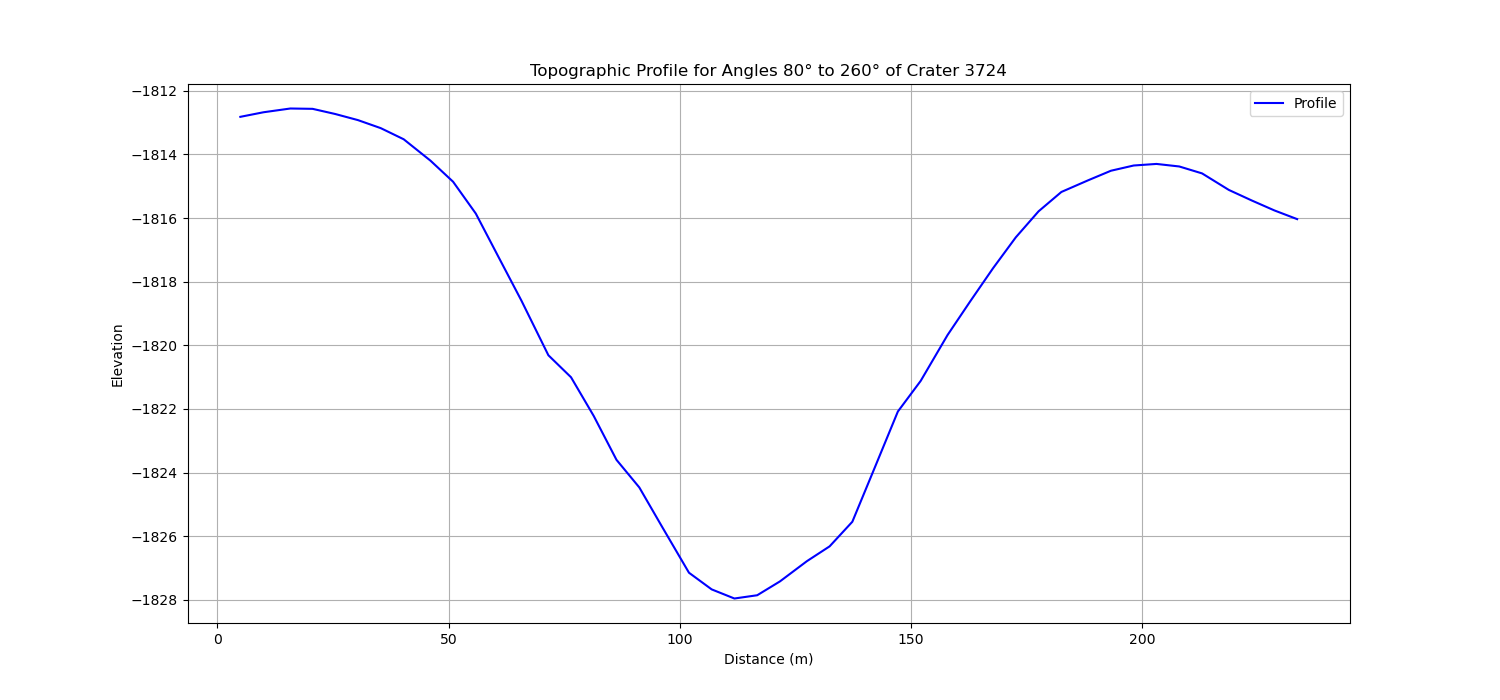 Topographic Profile for Angles 80° to 260° of Crater 3724
Profile
−1812
−1814
−1816
−1818
−1820
−1822
−1824
−1826
−1828
Elevation
0 50 100 150 200
Distance (m)